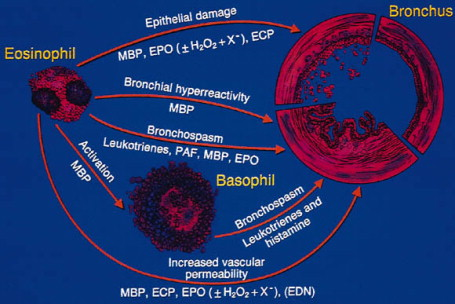 Bronchus
Epithelial damage
MBP, EPO (±H₂O₂+X⁻), ECP
Eosinophil
Bronchial hyperreactivity
MBP
Bronchospasm
Leukotrienes, PAF, MBP, EPO
Activation
MBP
Basophil
Bronchospasm
Leukotrienes and
histamine
Increased vascular
permeability
MBP, ECP, EPO (±H₂O₂+X⁻), (EDN)